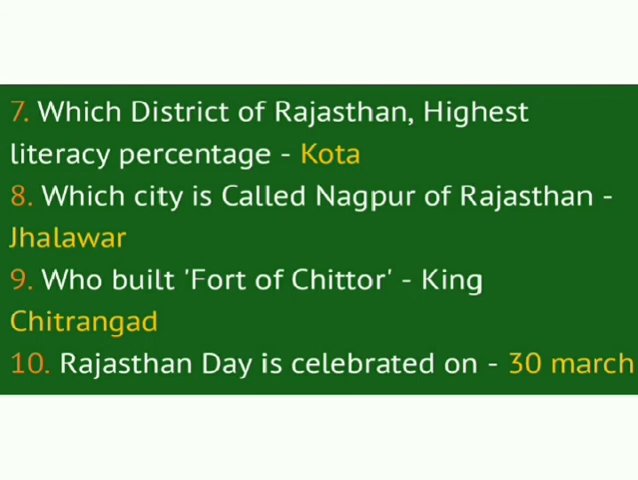 7. Which District of Rajasthan, Highest
literacy percentage - Kota
8. Which city is Called Nagpur of Rajasthan -
Jhalawar
9. Who built 'Fort of Chittor' - King
Chitrangad
10. Rajasthan Day is celebrated on - 30 march